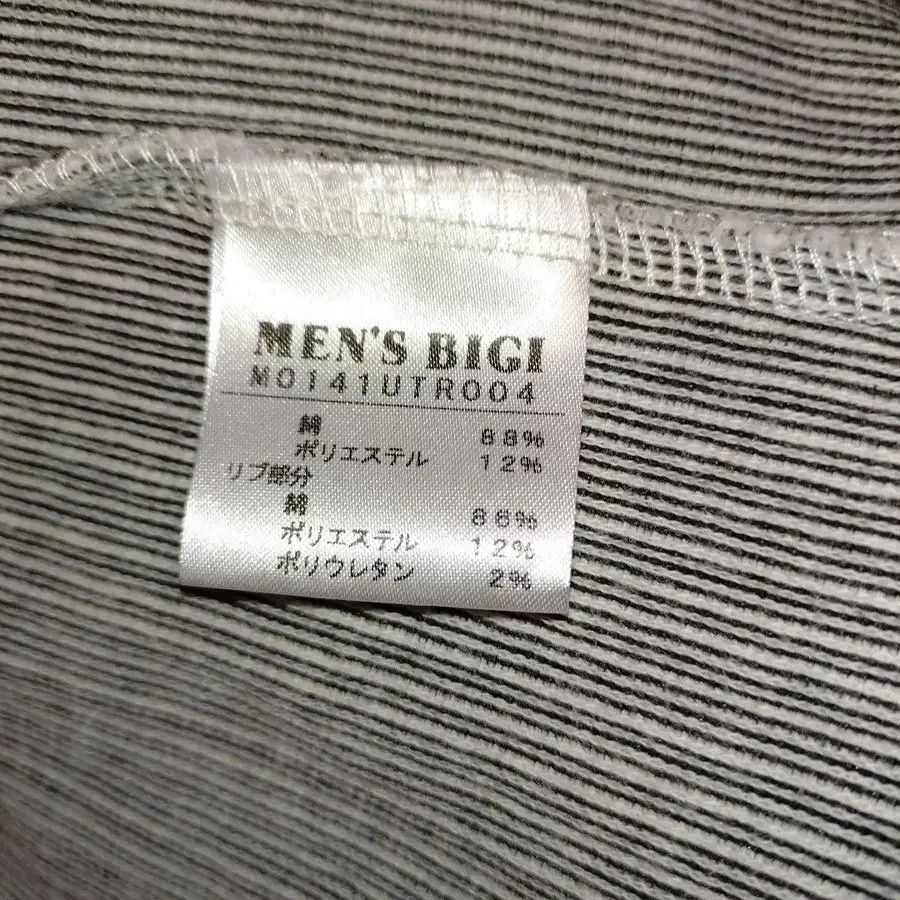 MEN'S BIGI
M0141UTR004
綿 88%
ポリエステル 12%
リブ部分
綿 86%
ポリエステル 12%
ポリウレタン 2%